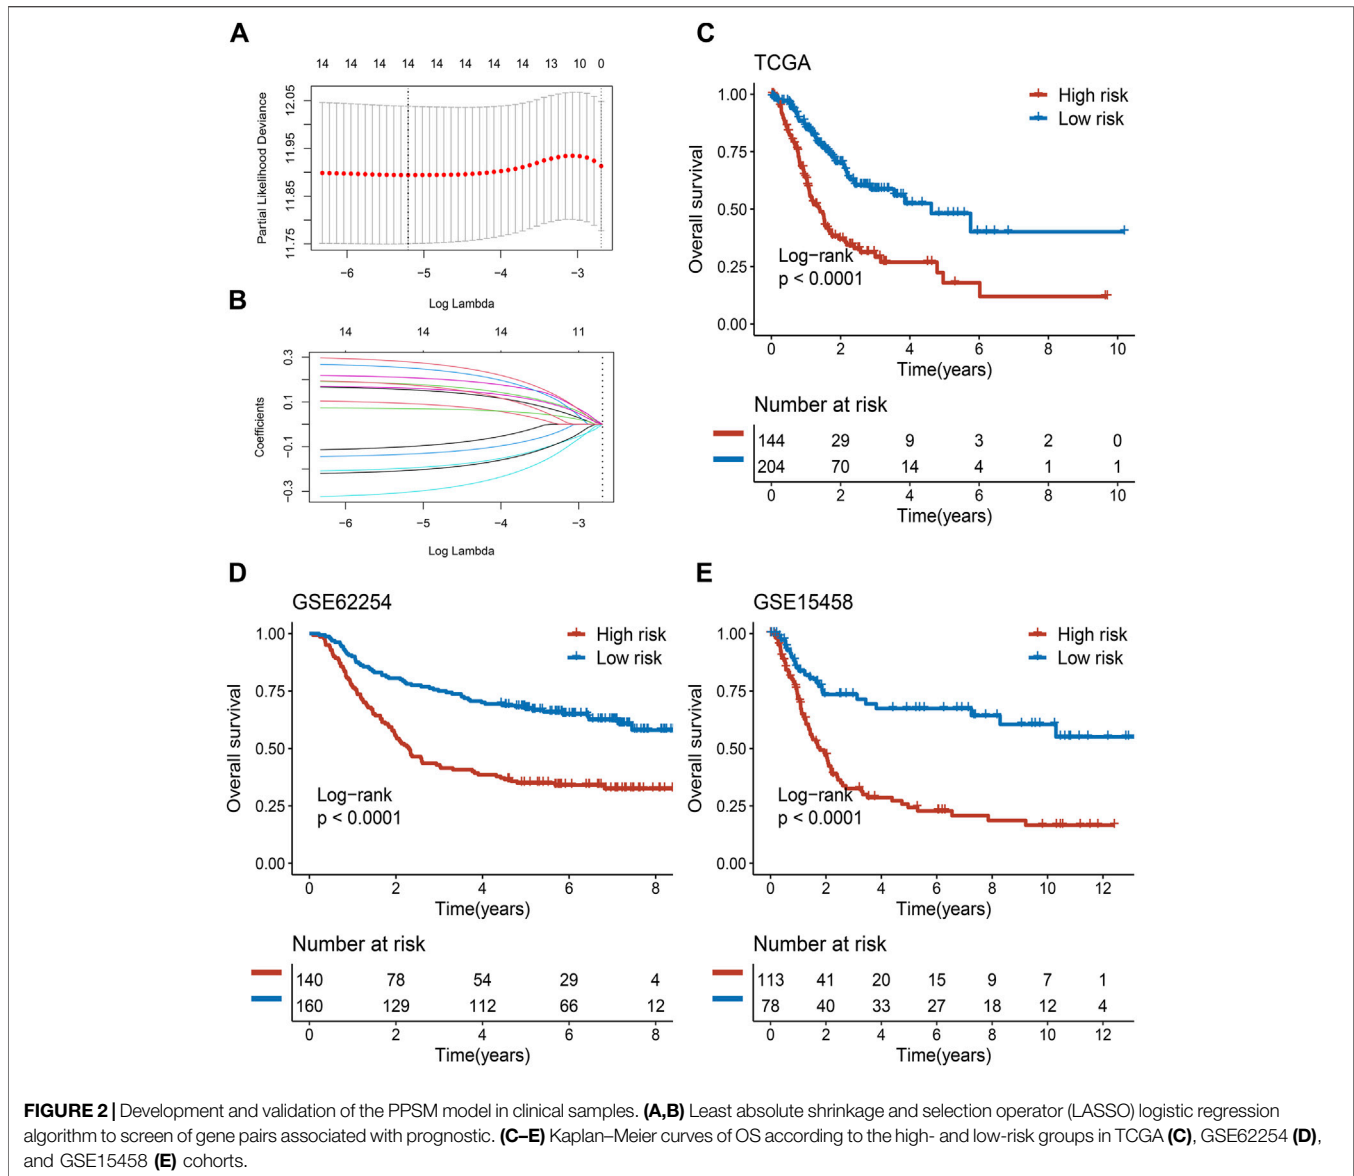 A
14 14 14 14 14 14 14 14 13 10 0
Partial Likelihood Deviance
12.05
11.95
11.85
11.75
−6 −5 −4 −3
Log Lambda
B
14 14 14 11
Coefficients
0.3
0.1
−0.1
−0.3
−6 −5 −4 −3
Log Lambda
C
TCGA
Overall survival
1.00
0.75
0.50
0.25
0.00
High risk
Low risk
Log−rank
p < 0.0001
0 2 4 6 8 10
Time(years)
Number at risk
144 29 9 3 2 0
204 70 14 4 1 1
0 2 4 6 8 10
Time(years)
D
GSE62254
Overall survival
1.00
0.75
0.50
0.25
0.00
High risk
Low risk
Log−rank
p < 0.0001
0 2 4 6 8
Time(years)
Number at risk
140 78 54 29 4
160 129 112 66 12
0 2 4 6 8
Time(years)
E
GSE15458
Overall survival
1.00
0.75
0.50
0.25
0.00
High risk
Low risk
Log−rank
p < 0.0001
0 2 4 6 8 10 12
Time(years)
Number at risk
113 41 20 15 9 7 1
78 40 33 27 18 12 4
0 2 4 6 8 10 12
Time(years)
FIGURE 2 | Development and validation of the PPSM model in clinical samples. (A,B) Least absolute shrinkage and selection operator (LASSO) logistic regression
algorithm to screen of gene pairs associated with prognostic. (C–E) Kaplan–Meier curves of OS according to the high- and low-risk groups in TCGA (C), GSE62254 (D),
and GSE15458 (E) cohorts.